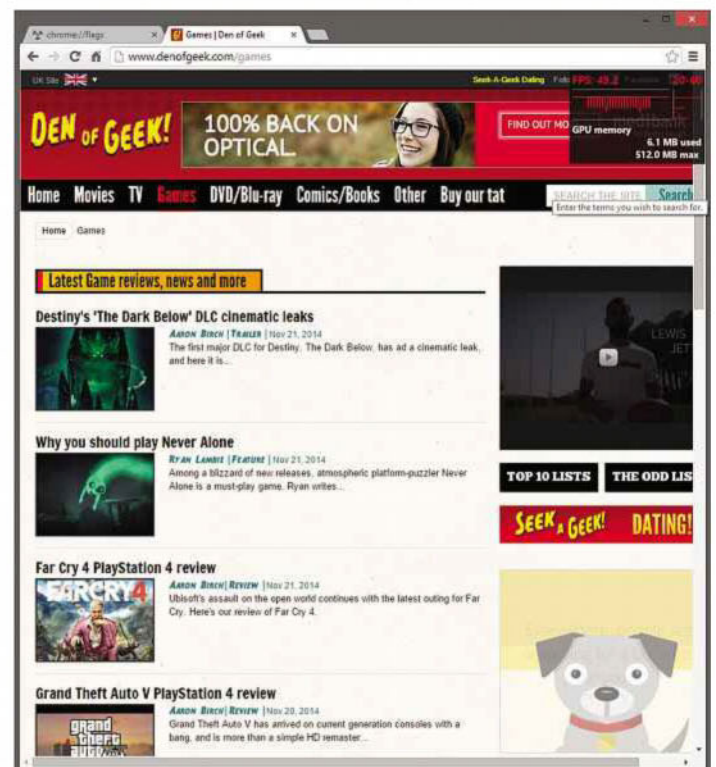 chrome://flags
Games | Den of Geek
www.denofgeek.com/games
UK Site
Seek-A-Geek Dating
FPS: 49.2
20-60
GPU memory
6.1 MB used
512.0 MB max
DEN OF GEEK!
100% BACK ON
OPTICAL.
FIND OUT MO
Home Movies TV Games DVD/Blu-ray Comics/Books Other Buy our tat
SEARCH THE SITE Search
Enter the terms you wish to search for.
Home Games
Latest Game reviews, news and more
Destiny's 'The Dark Below' DLC cinematic leaks
AARON BIRCH | TRAILER | Nov 21, 2014
The first major DLC for Destiny, The Dark Below, has ad a cinematic leak,
and here it is...
LEWIS
JET
Why you should play Never Alone
RYAN LAMBIE | FEATURE | Nov 21, 2014
Among a blizzard of new releases, atmospheric platform-puzzler Never
Alone is a must-play game. Ryan writes...
TOP 10 LISTS
THE ODD LIS
SEEK A GEEK! DATING!
Far Cry 4 PlayStation 4 review
FARCRY4
AARON BIRCH | REVIEW | Nov 21, 2014
Ubisoft's assault on the open world continues with the latest outing for Far
Cry. Here's our review of Far Cry 4.
Grand Theft Auto V PlayStation 4 review
grand
theft
auto
AARON BIRCH | REVIEW | Nov 20, 2014
Grand Theft Auto V has arrived on current generation consoles with a
bang, and is more than a simple HD remaster...